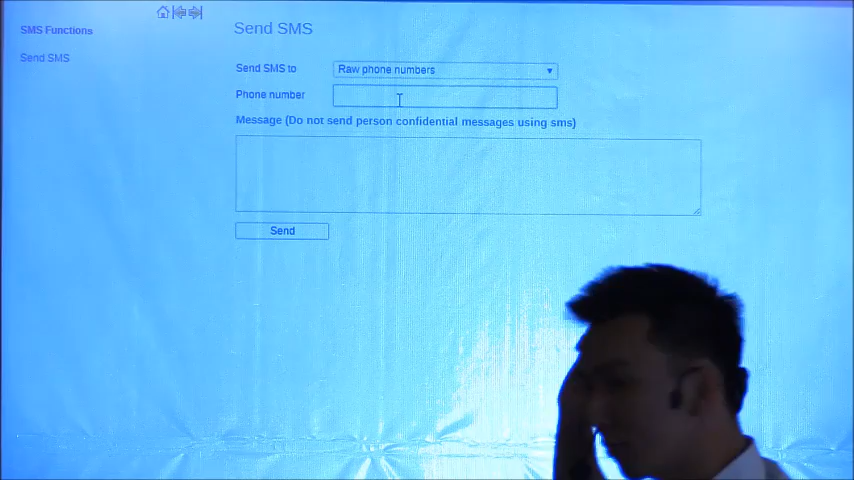 SMS Functions
Send SMS
Send SMS
Send SMS to
Raw phone numbers
Phone number
Message (Do not send person confidential messages using sms)
Send